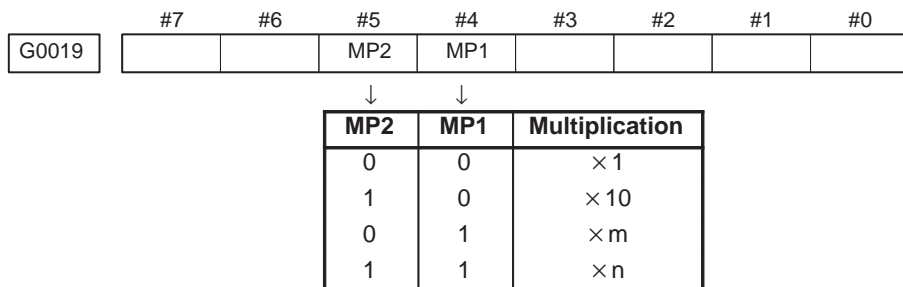 #7 #6 #5 #4 #3 #2 #1 #0
G0019 MP2 MP1
↓ ↓
MP2 MP1 Multiplication
0 0 ×1
1 0 ×10
0 1 ×m
1 1 ×n